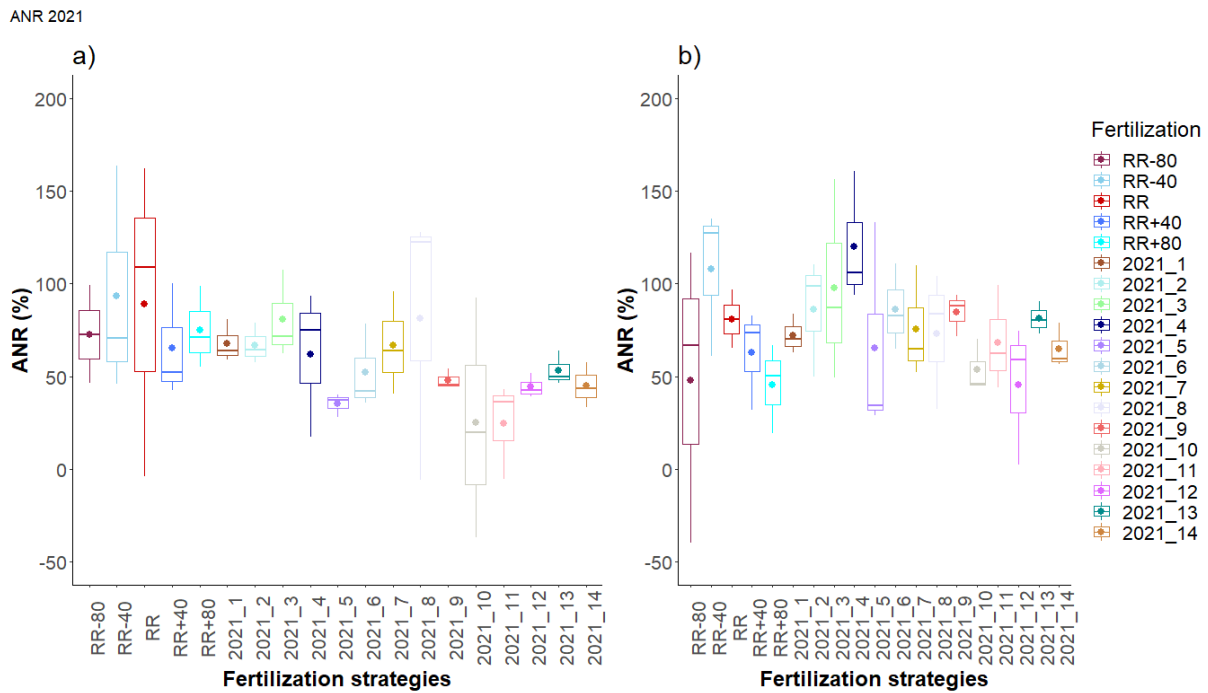 ANR 2021
a)
ANR (%)
200
150
100
50
0
-50
RR-80
RR-40
RR
RR+40
RR+80
2021_1
2021_2
2021_3
2021_4
2021_5
2021_6
2021_7
2021_8
2021_9
2021_10
2021_11
2021_12
2021_13
2021_14
Fertilization strategies
b)
ANR (%)
200
150
100
50
0
-50
RR-80
RR-40
RR
RR+40
RR+80
2021_1
2021_2
2021_3
2021_4
2021_5
2021_6
2021_7
2021_8
2021_9
2021_10
2021_11
2021_12
2021_13
2021_14
Fertilization strategies
Fertilization
RR-80
RR-40
RR
RR+40
RR+80
2021_1
2021_2
2021_3
2021_4
2021_5
2021_6
2021_7
2021_8
2021_9
2021_10
2021_11
2021_12
2021_13
2021_14